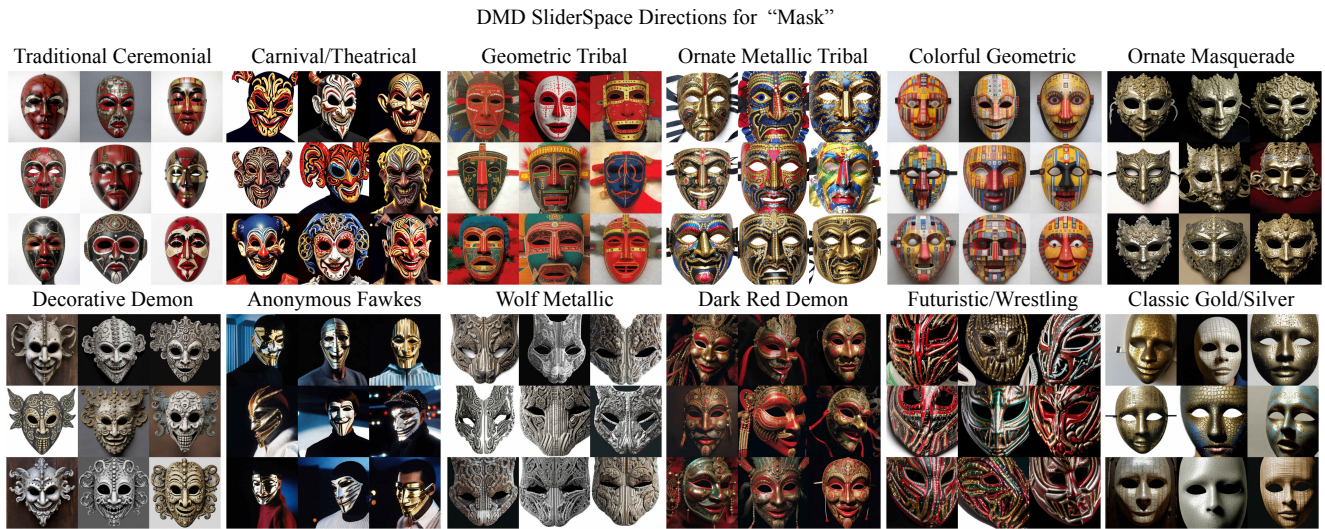 DMD SliderSpace Directions for “Mask”
Traditional Ceremonial
Carnival/Theatrical
Geometric Tribal
Ornate Metallic Tribal
Colorful Geometric
Ornate Masquerade
Decorative Demon
Anonymous Fawkes
Wolf Metallic
Dark Red Demon
Futuristic/Wrestling
Classic Gold/Silver